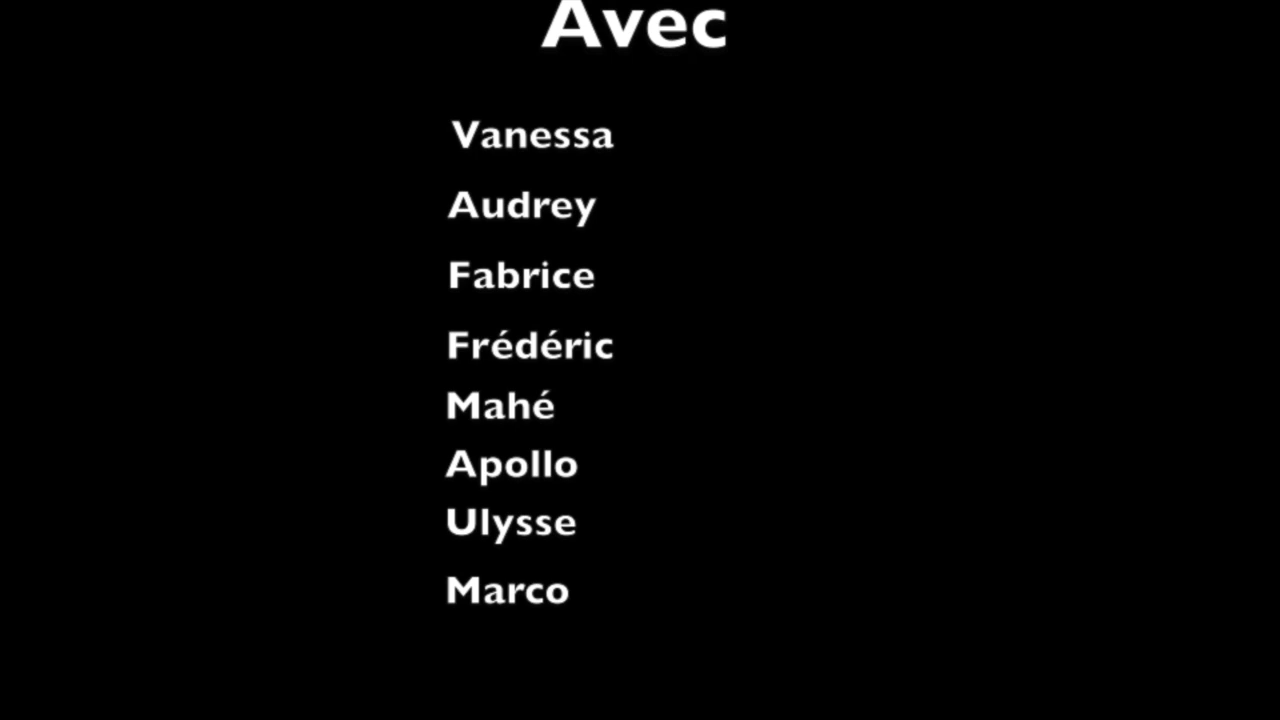 Avec
Vanessa
Audrey
Fabrice
Frédéric
Mahé
Apollo
Ulysse
Marco